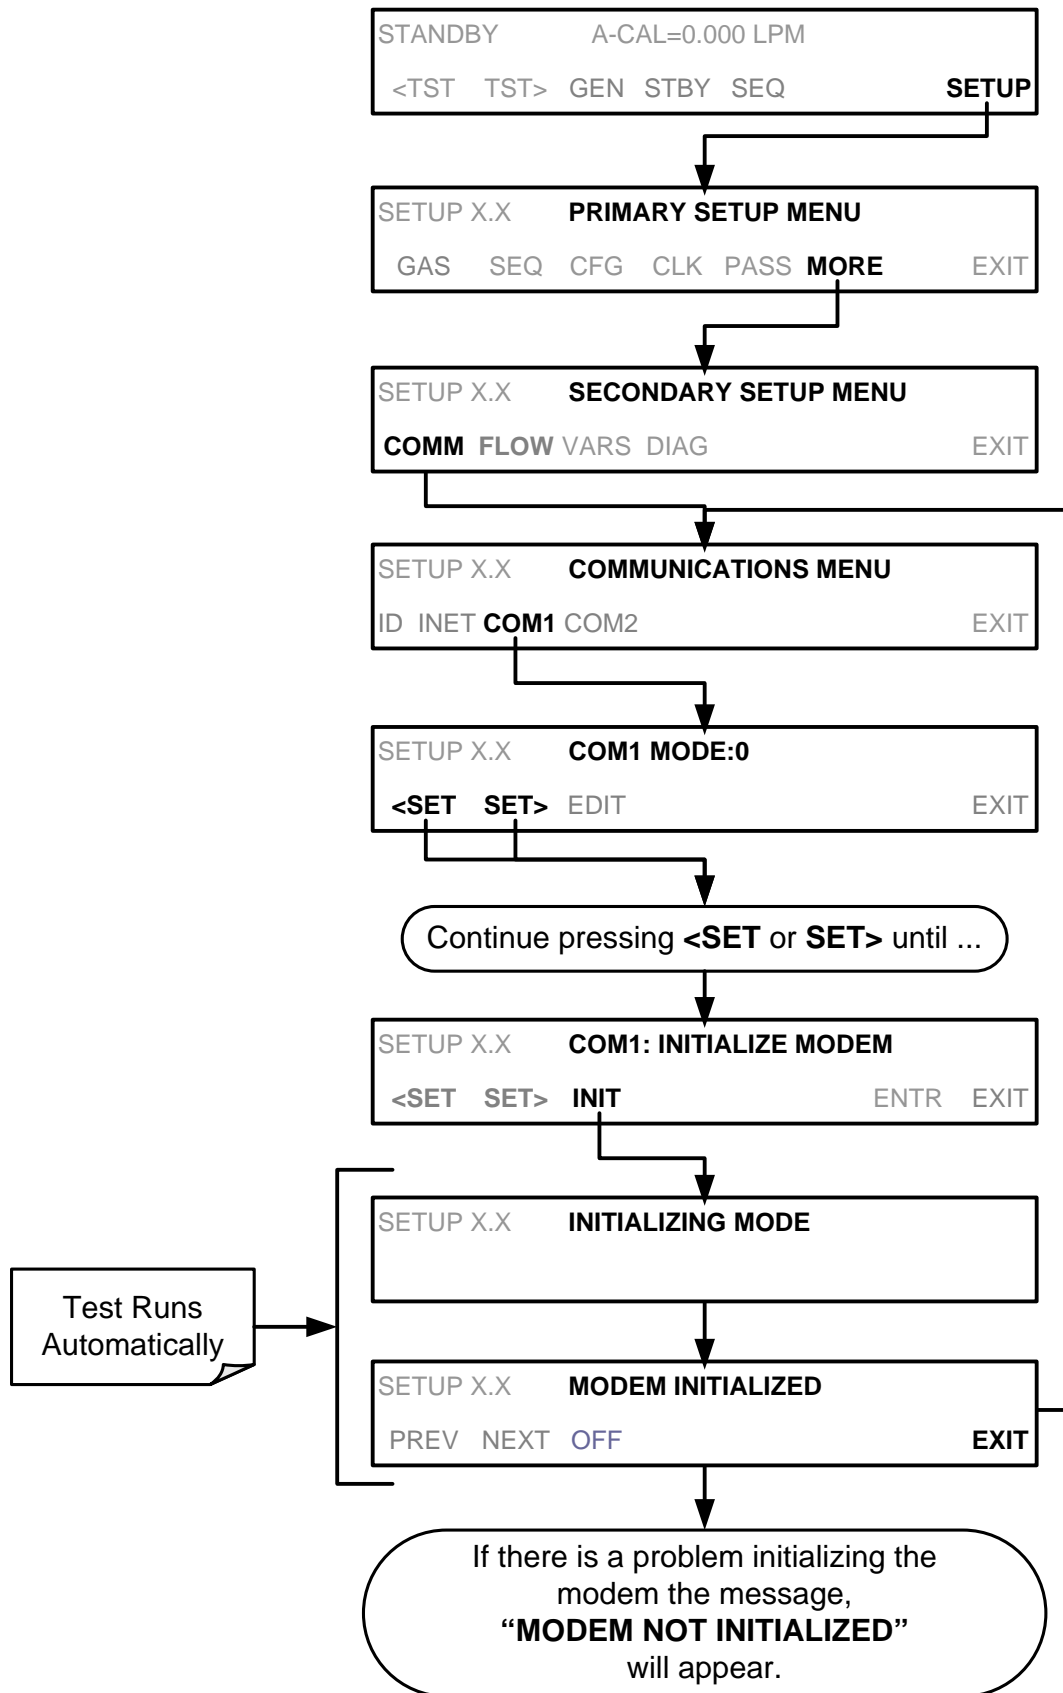 STANDBY A-CAL=0.000 LPM
<TST TST> GEN STBY SEQ SETUP
SETUP X.X PRIMARY SETUP MENU
GAS SEQ CFG CLK PASS MORE EXIT
SETUP X.X SECONDARY SETUP MENU
COMM FLOW VARS DIAG EXIT
SETUP X.X COMMUNICATIONS MENU
ID INET COM1 COM2 EXIT
SETUP X.X COM1 MODE:0
<SET SET> EDIT EXIT
Continue pressing <SET or SET> until ...
SETUP X.X COM1: INITIALIZE MODEM
<SET SET> INIT ENTR EXIT
SETUP X.X INITIALIZING MODE
Test Runs
Automatically
SETUP X.X MODEM INITIALIZED
PREV NEXT OFF EXIT
If there is a problem initializing the
modem the message,
“MODEM NOT INITIALIZED”
will appear.